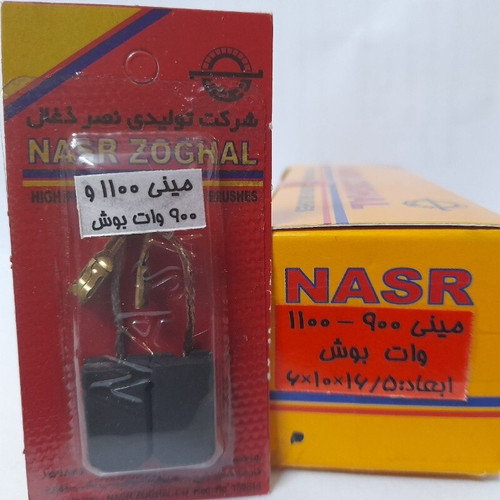 شرکت تولیدی نصر ذغال
NASR ZOGHAL
HIGH
BRUSHES
مینی ۱۱۰۰ و
۹۰۰ وات بوش
NASR
مینی ۹۰۰ - ۱۱۰۰
وات بوش
ابعاد:۶×۱۰×۱۶/۵